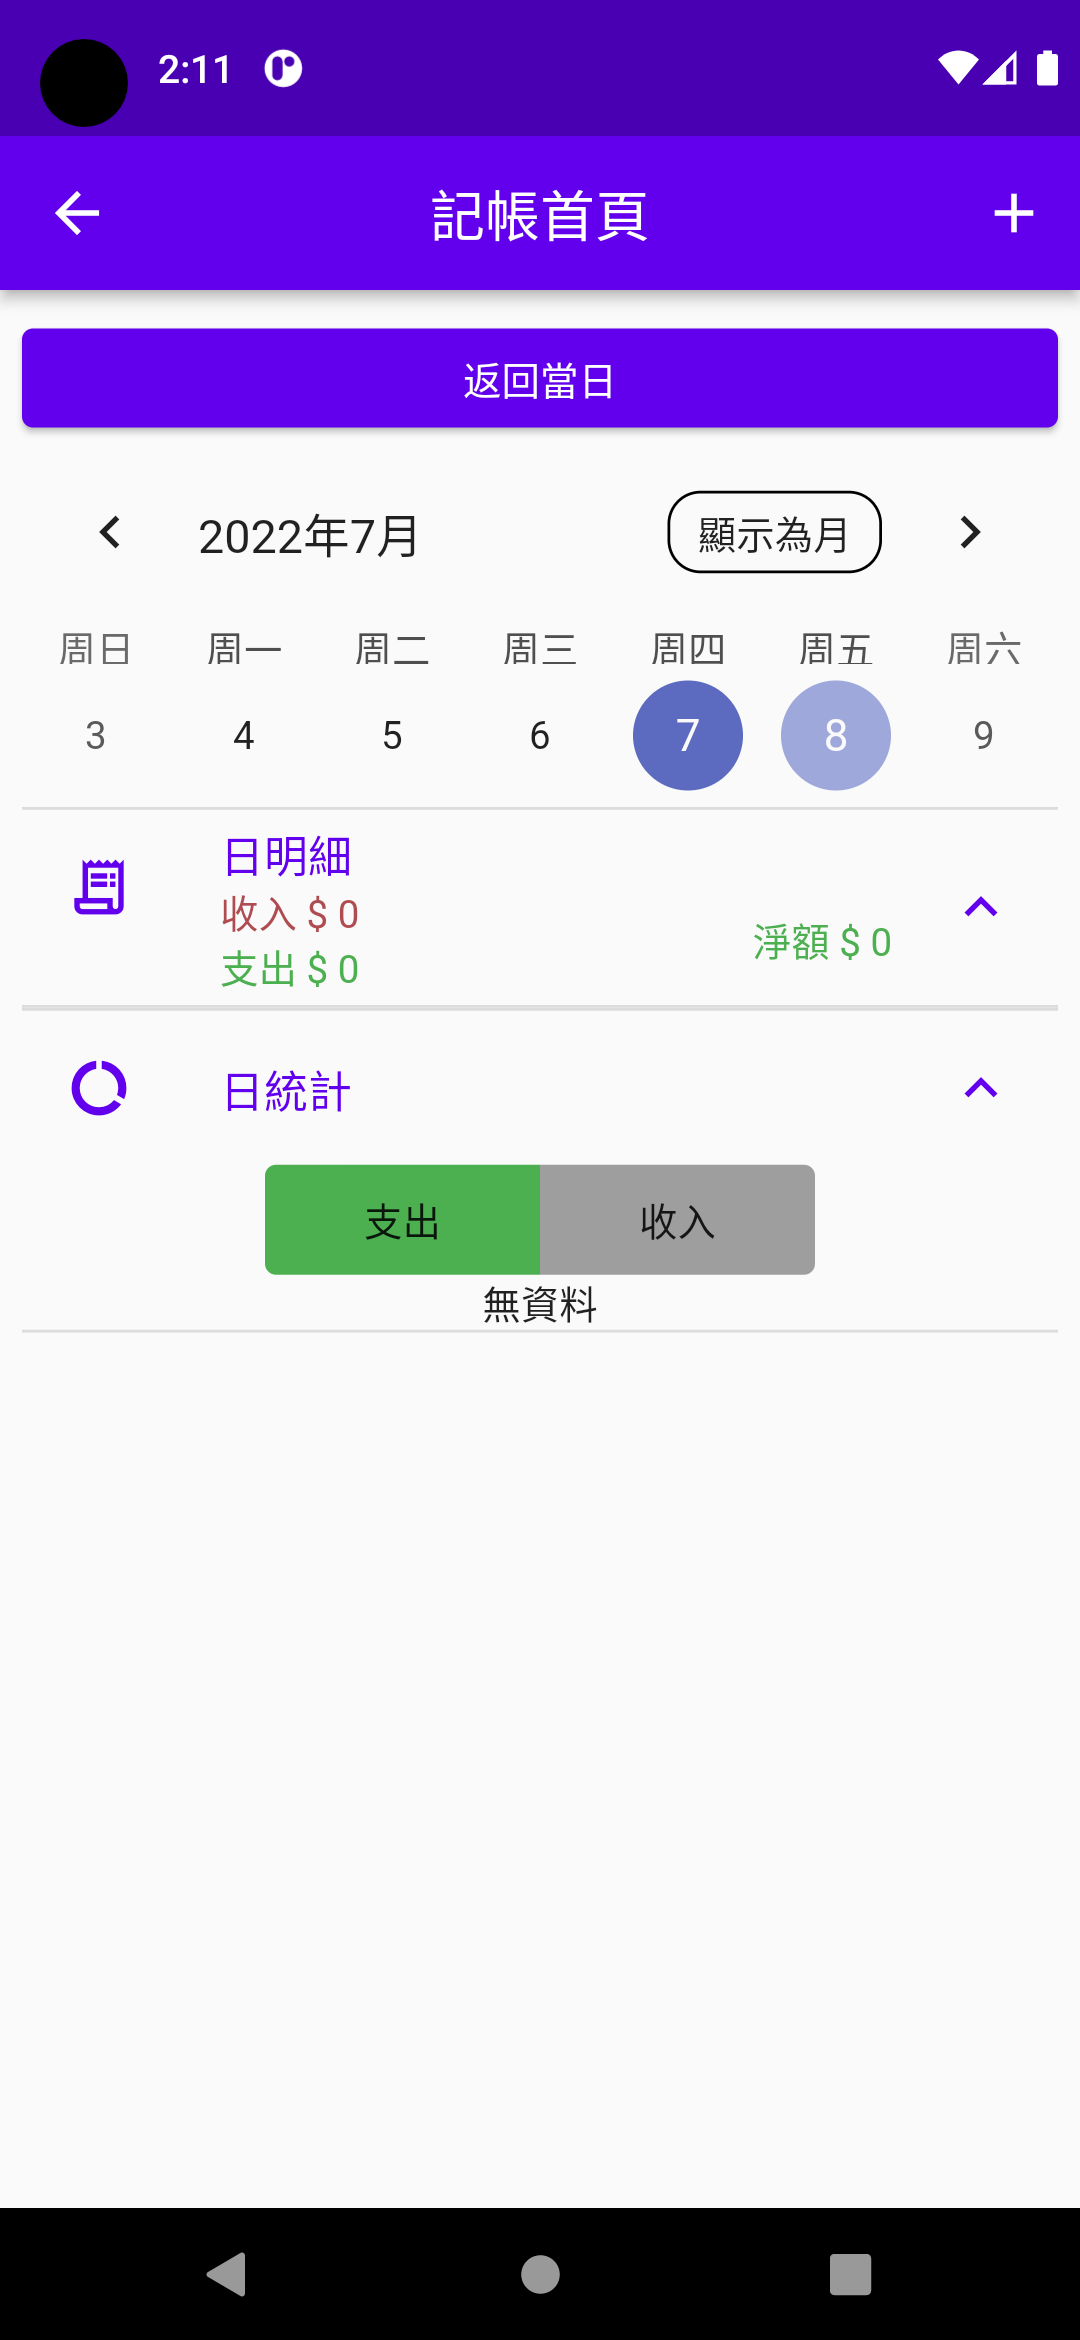 2:11
記帳首頁
返回當日
2022年7月 顯示為月
周日 周一 周二 周三 周四 周五 周六
3 4 5 6 7 8 9
日明細
收入 $ 0
淨額 $ 0
支出 $ 0
日統計
支出 收入
無資料